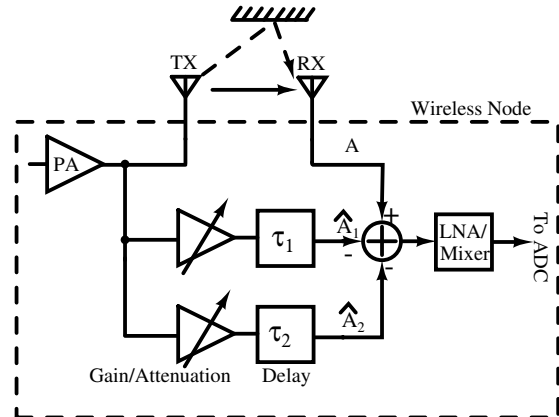 TX
RX
Wireless Node
PA
A
+
τ1
Â1
-
LNA/
Mixer
To ADC
-
τ2
Â2
Gain/Attenuation
Delay